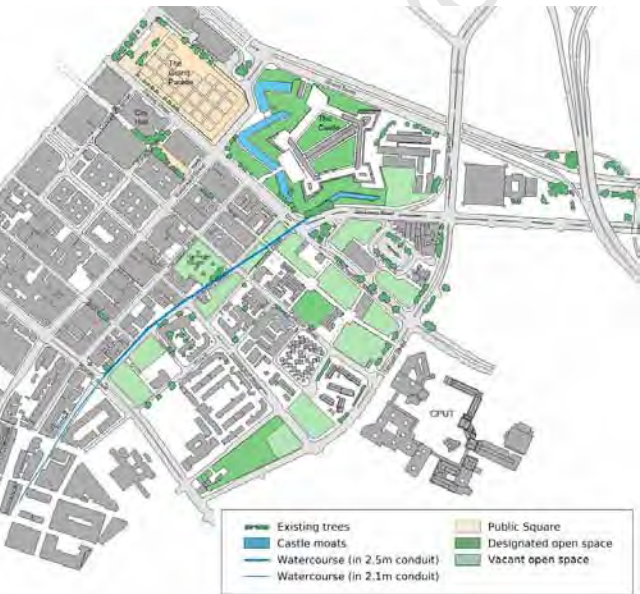 The
Grand
Parade
City
Hall
The
Castle
CPUT
Existing trees
Castle moats
Watercourse (in 2.5m conduit)
Watercourse (in 2.1m conduit)
Public Square
Designated open space
Vacant open space